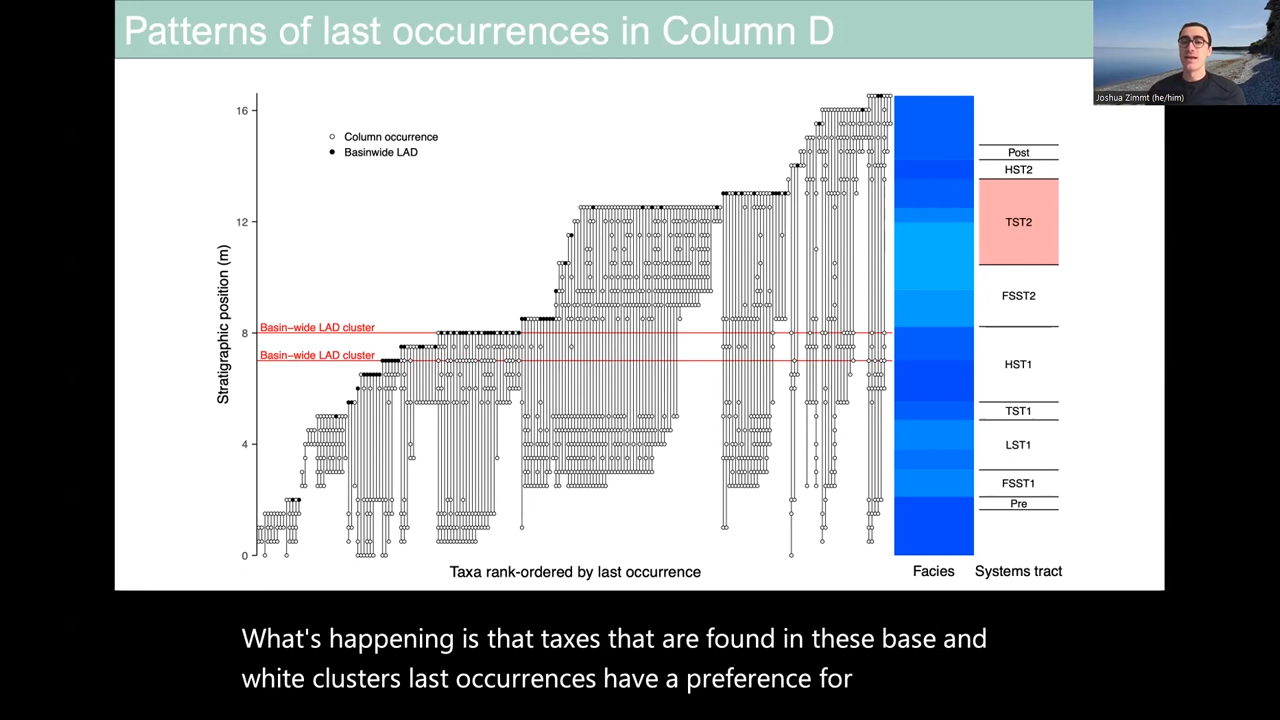 Patterns of last occurrences in Column D
Joshua Zimmt (he/him)
16
12
8
4
0
Stratigraphic position (m)
Column occurrence
Basinwide LAD
Basin-wide LAD cluster
Basin-wide LAD cluster
Post
HST2
TST2
FSST2
HST1
TST1
LST1
FSST1
Pre
Taxa rank-ordered by last occurrence
Facies
Systems tract
What's happening is that taxes that are found in these base and
white clusters last occurrences have a preference for